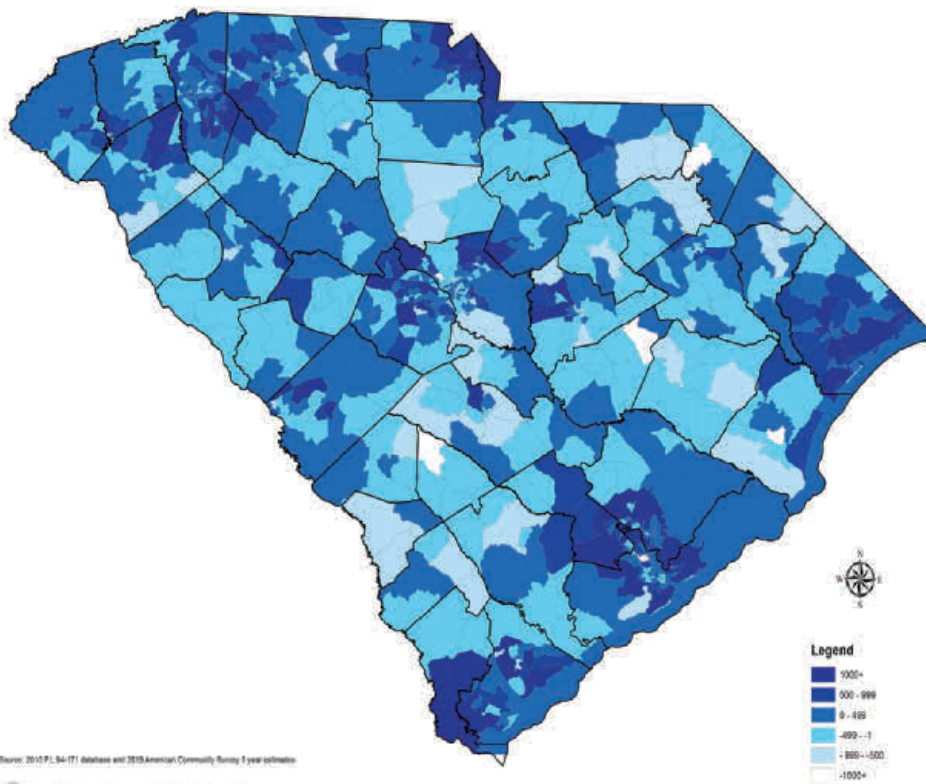 N
W E
S
Legend
1000+
500 - 999
0 - 499
-499 - -1
- 999 - -500
-1000+
Source: 2010 P.L.94-171 database and 2019 American Community Survey 5 year estimates